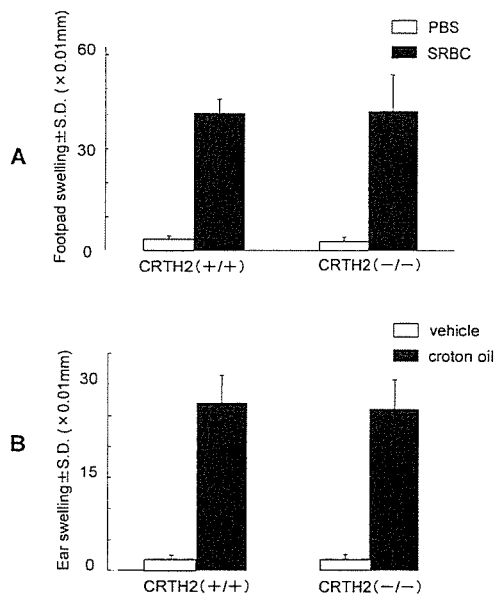 PBS
SRBC
A
Footpad swelling±S.D. (×0.01mm)
60
30
0
CRTH2(+/+)
CRTH2(−/−)
vehicle
croton oil
B
Ear swelling±S.D. (×0.01mm)
30
15
0
CRTH2(+/+)
CRTH2(−/−)